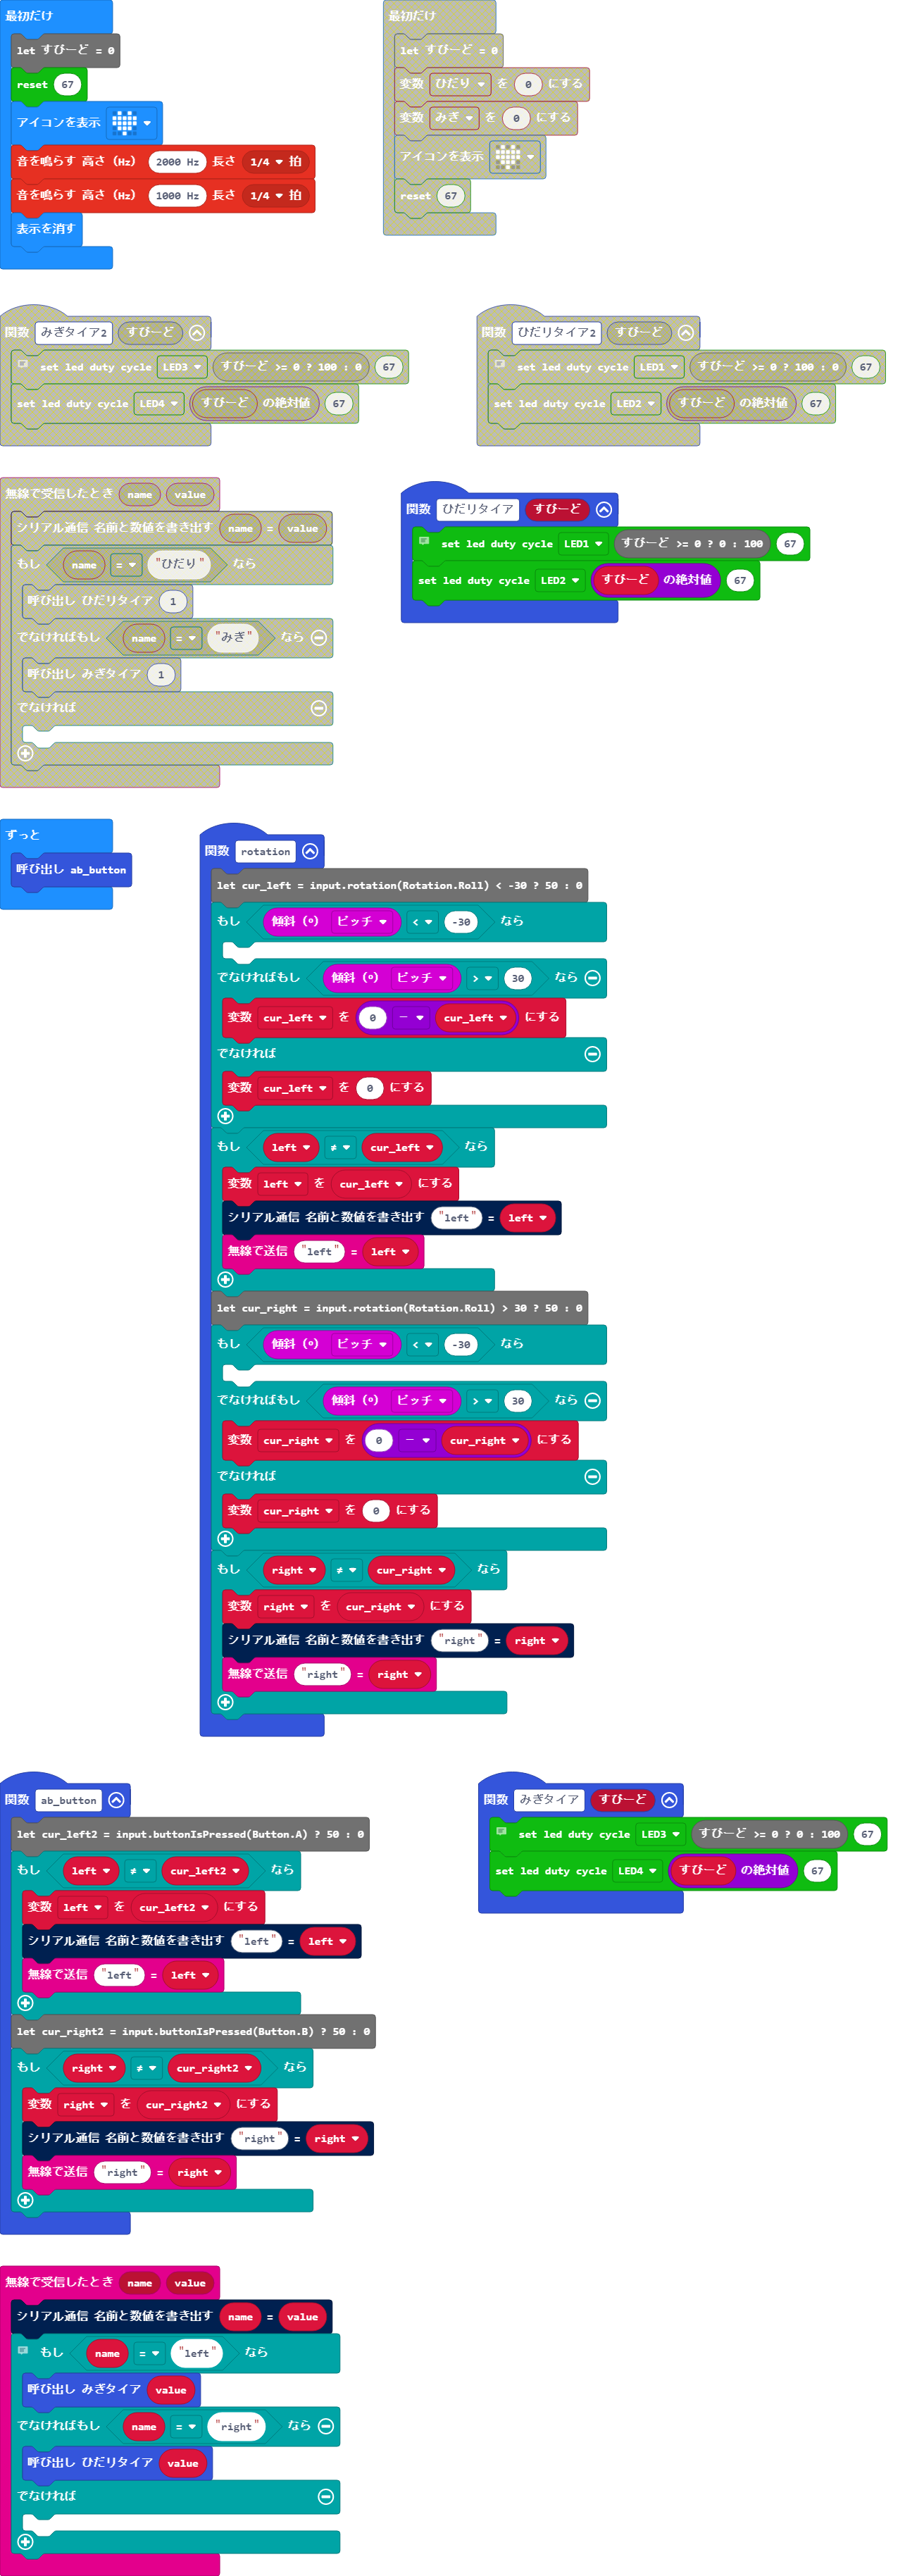 最初だけ
let すぴーど = 0
reset 67
アイコンを表示
音を鳴らす 高さ (Hz) 2000 Hz 長さ 1/4 拍
音を鳴らす 高さ (Hz) 1000 Hz 長さ 1/4 拍
表示を消す
最初だけ
let すぴーど = 0
変数 ひだり を 0 にする
変数 みぎ を 0 にする
アイコンを表示
reset 67
関数 みぎタイア2 すぴーど
set led duty cycle LED3 すぴーど >= 0 ? 100 : 0 67
set led duty cycle LED4 すぴーど の絶対値 67
関数 ひだリタイア2 すぴーど
set led duty cycle LED1 すぴーど >= 0 ? 100 : 0 67
set led duty cycle LED2 すぴーど の絶対値 67
無線で受信したとき name value
シリアル通信 名前と数値を書き出す name = value
もし name = "ひだり" なら
呼び出し ひだリタイア 1
でなければもし name = "みぎ" なら
呼び出し みぎタイア 1
でなければ
関数 ひだリタイア すぴーど
set led duty cycle LED1 すぴーど >= 0 ? 0 : 100 67
set led duty cycle LED2 すぴーど の絶対値 67
ずっと
呼び出し ab_button
関数 rotation
let cur_left = input.rotation(Rotation.Roll) < -30 ? 50 : 0
もし 傾斜 (°) ピッチ < -30 なら
でなければもし 傾斜 (°) ピッチ > 30 なら
変数 cur_left を 0 - cur_left にする
でなければ
変数 cur_left を 0 にする
もし left ≠ cur_left なら
変数 left を cur_left にする
シリアル通信 名前と数値を書き出す "left" = left
無線で送信 "left" = left
let cur_right = input.rotation(Rotation.Roll) > 30 ? 50 : 0
もし 傾斜 (°) ピッチ < -30 なら
でなければもし 傾斜 (°) ピッチ > 30 なら
変数 cur_right を 0 - cur_right にする
でなければ
変数 cur_right を 0 にする
もし right ≠ cur_right なら
変数 right を cur_right にする
シリアル通信 名前と数値を書き出す "right" = right
無線で送信 "right" = right
関数 ab_button
let cur_left2 = input.buttonIsPressed(Button.A) ? 50 : 0
もし left ≠ cur_left2 なら
変数 left を cur_left2 にする
シリアル通信 名前と数値を書き出す "left" = left
無線で送信 "left" = left
let cur_right2 = input.buttonIsPressed(Button.B) ? 50 : 0
もし right ≠ cur_right2 なら
変数 right を cur_right2 にする
シリアル通信 名前と数値を書き出す "right" = right
無線で送信 "right" = right
関数 みぎタイア すぴーど
set led duty cycle LED3 すぴーど >= 0 ? 0 : 100 67
set led duty cycle LED4 すぴーど の絶対値 67
無線で受信したとき name value
シリアル通信 名前と数値を書き出す name = value
もし name = "left" なら
呼び出し みぎタイア value
でなければもし name = "right" なら
呼び出し ひだリタイア value
でなければ